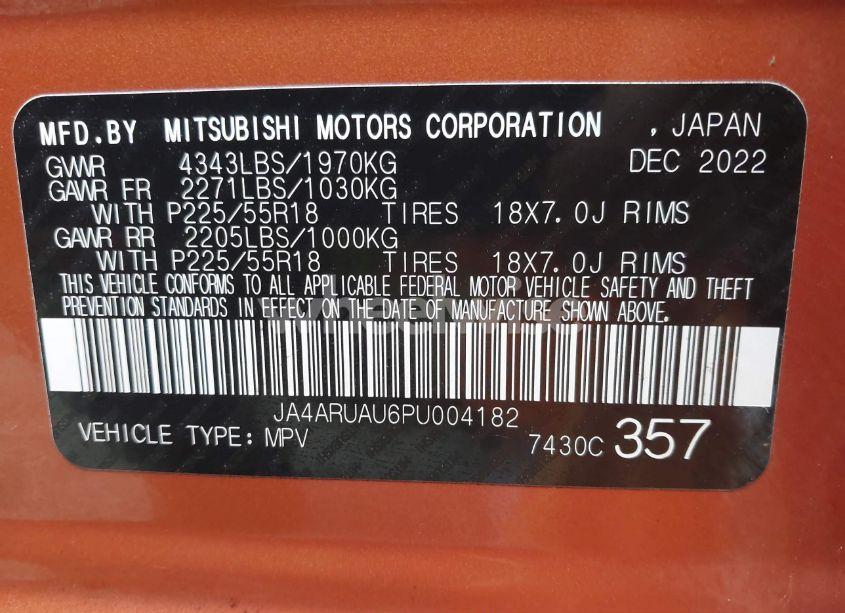 MFD.BY MITSUBISHI MOTORS CORPORATION , JAPAN
GVWR 4343LBS/1970KG DEC 2022
GAWR FR 2271LBS/1030KG
WITH P225/55R18 TIRES 18X7.0J RIMS
GAWR RR 2205LBS/1000KG
WITH P225/55R18 TIRES 18X7.0J RIMS
THIS VEHICLE CONFORMS TO ALL APPLICABLE FEDERAL MOTOR VEHICLE SAFETY AND THEFT
PREVENTION STANDARDS IN EFFECT ON THE DATE OF MANUFACTURE SHOWN ABOVE.
JA4ARUAU6PU004182
VEHICLE TYPE: MPV 7430C 357